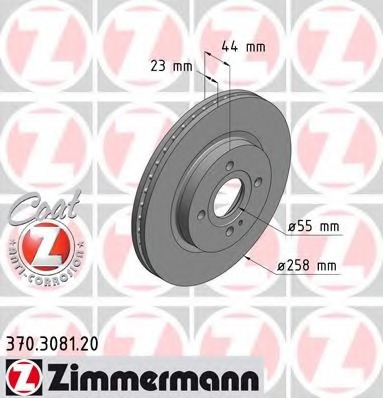 44 mm
23 mm
Coat
Z
ANTI-CORROSION
ø55 mm
ø258 mm
370.3081.20
Z Zimmermann